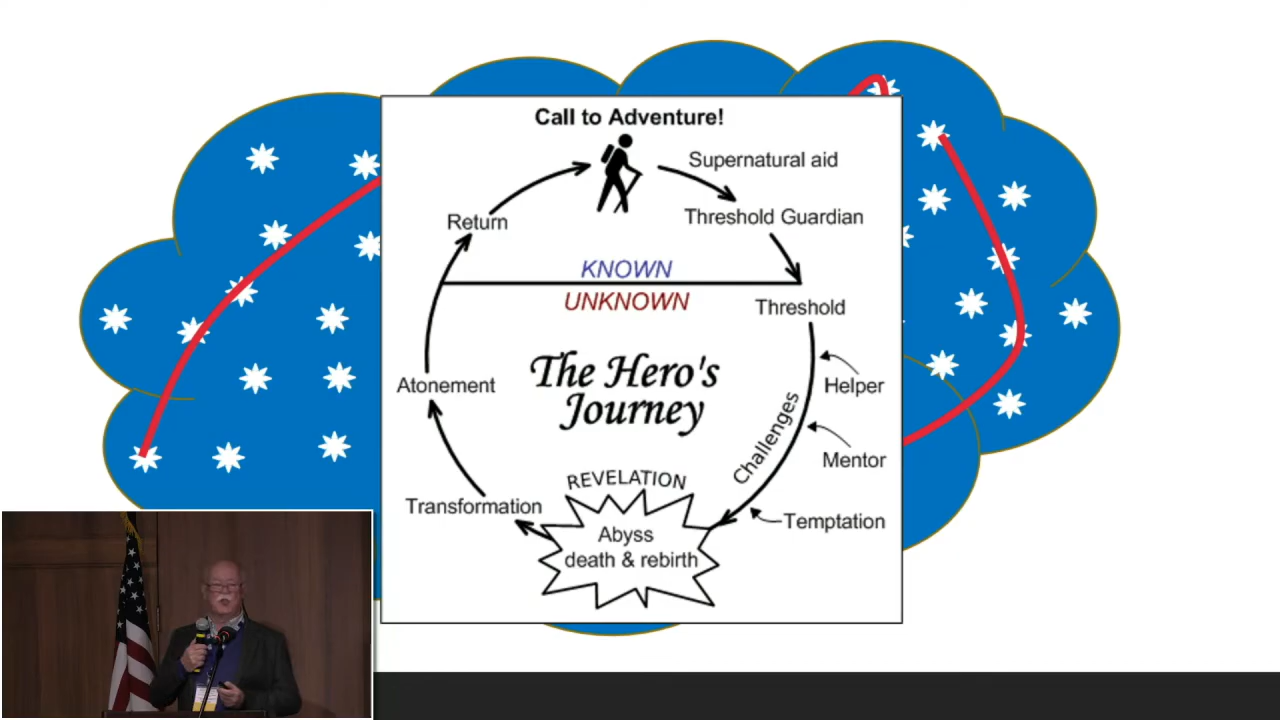 Call to Adventure!
Supernatural aid
Threshold Guardian
Return
KNOWN
UNKNOWN
Threshold
The Hero's
Journey
Helper
Atonement
Challenges
Mentor
REVELATION
Transformation
Temptation
Abyss
death & rebirth